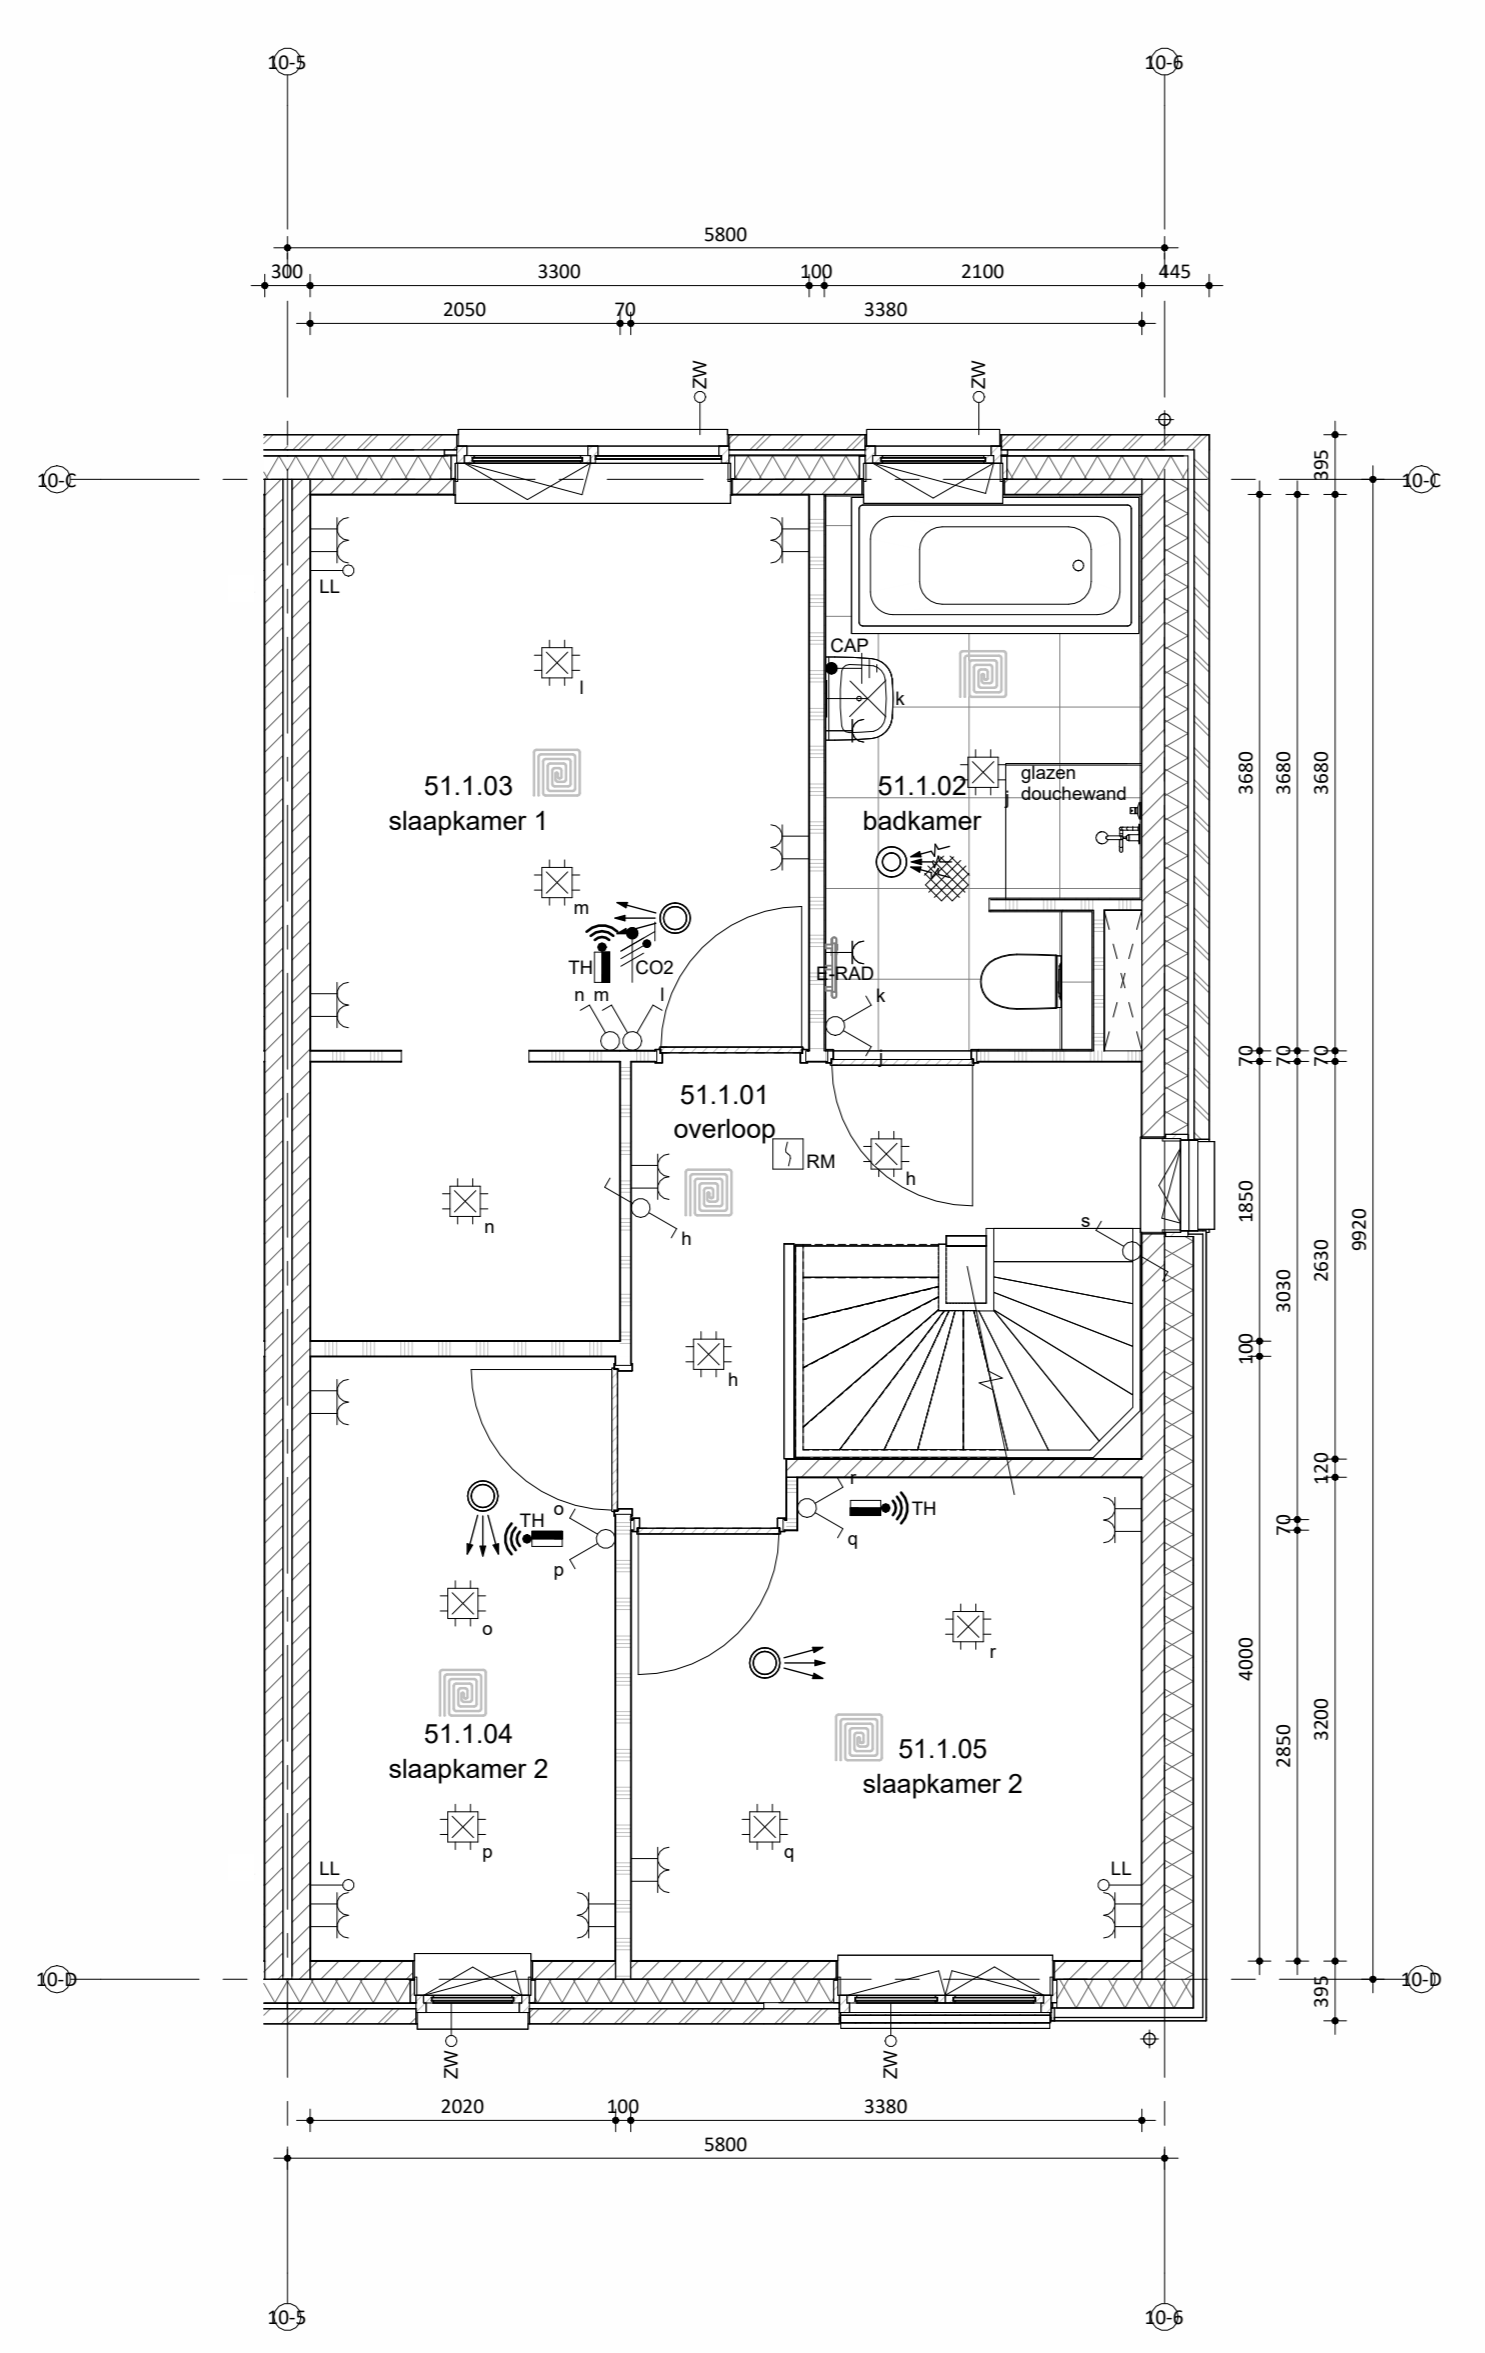 10-5
10-6
5800
300
3300
100
2100
445
2050
70
3380
ZW
ZW
10-C
10-C
395
LL
CAP
l
k
51.1.03
slaapkamer 1
51.1.02
badkamer
glazen
douchewand
3680
3680
3680
m
TH
CO2
E-RAD
n
m
l
k
j
70
70
70
51.1.01
overloop
RM
h
n
h
s
1850
9920
2630
3030
h
100
120
o
TH
p
r
TH
q
70
o
r
4000
3200
51.1.04
slaapkamer 2
51.1.05
slaapkamer 2
2850
p
q
LL
LL
10-D
10-D
395
ZW
ZW
2020
100
3380
5800
10-5
10-6